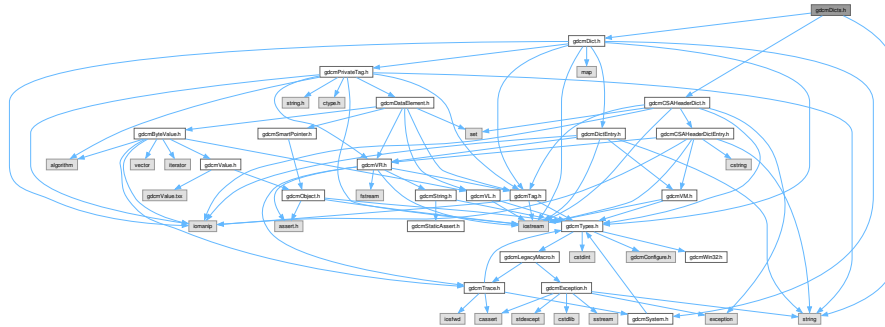 gdcmDicts.h
gdcmDict.h
gdcmPrivateTag.h
map
string.h
ctype.h
gdcmDataElement.h
gdcmCSAHeaderDict.h
gdcmByteValue.h
gdcmSmartPointer.h
set
gdcmDictEntry.h
gdcmCSAHeaderDictEntry.h
algorithm
vector
iterator
gdcmValue.h
gdcmVR.h
cstring
gdcmValue.txx
gdcmObject.h
fstream
gdcmString.h
gdcmVL.h
gdcmTag.h
gdcmVM.h
iomanip
assert.h
gdcmStaticAssert.h
iostream
gdcmTypes.h
gdcmLegacyMacro.h
cstdint
gdcmConfigure.h
gdcmWin32.h
gdcmTrace.h
gdcmException.h
iosfwd
cassert
stdexcept
cstdlib
sstream
gdcmSystem.h
exception
string